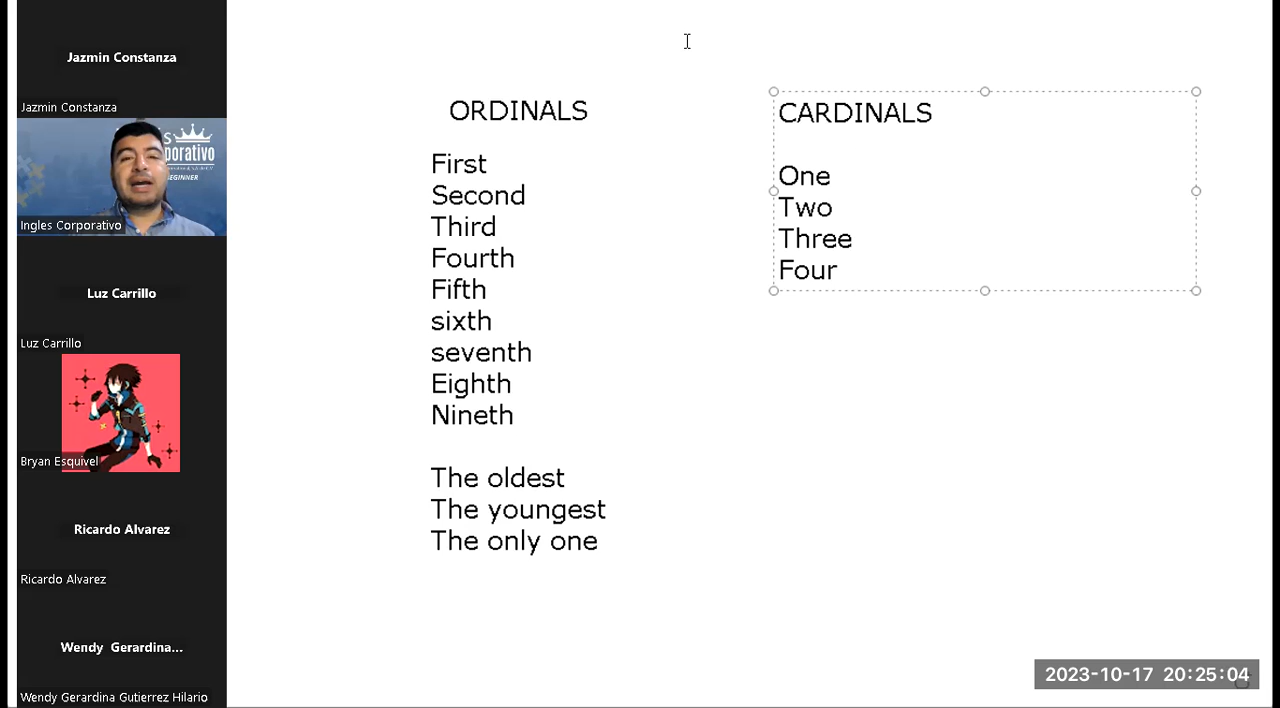 Jazmin Constanza
Jazmin Constanza
porativo
EGINNER
Ingles Corporativo
Luz Carrillo
Luz Carrillo
Bryan Esquivel
Ricardo Alvarez
Ricardo Alvarez
Wendy Gerardina...
Wendy Gerardina Gutierrez Hilario
ORDINALS
First
Second
Third
Fourth
Fifth
sixth
seventh
Eighth
Nineth
The oldest
The youngest
The only one
CARDINALS
One
Two
Three
Four
2023-10-17 20:25:04